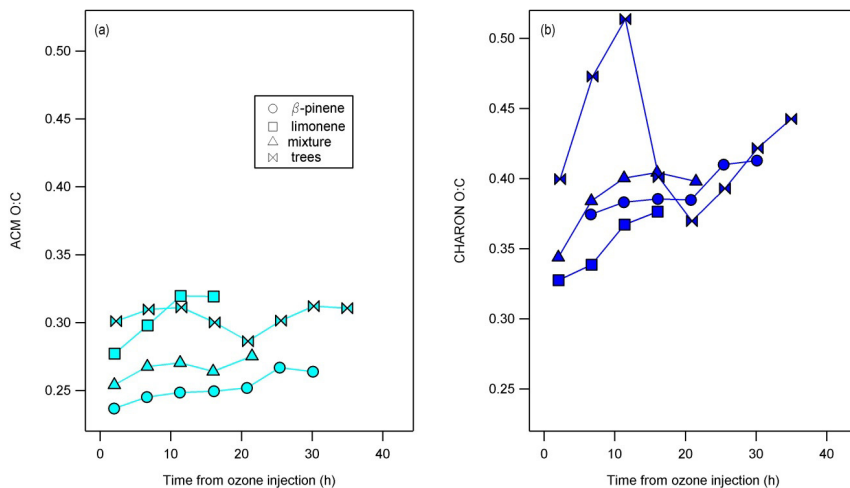 (a)
0.50
0.45
0.40
0.35
0.30
0.25
ACM O:C
β-pinene
limonene
mixture
trees
0 10 20 30 40
Time from ozone injection (h)
(b)
0.50
0.45
0.40
0.35
0.30
0.25
CHARON O:C
0 10 20 30 40
Time from ozone injection (h)